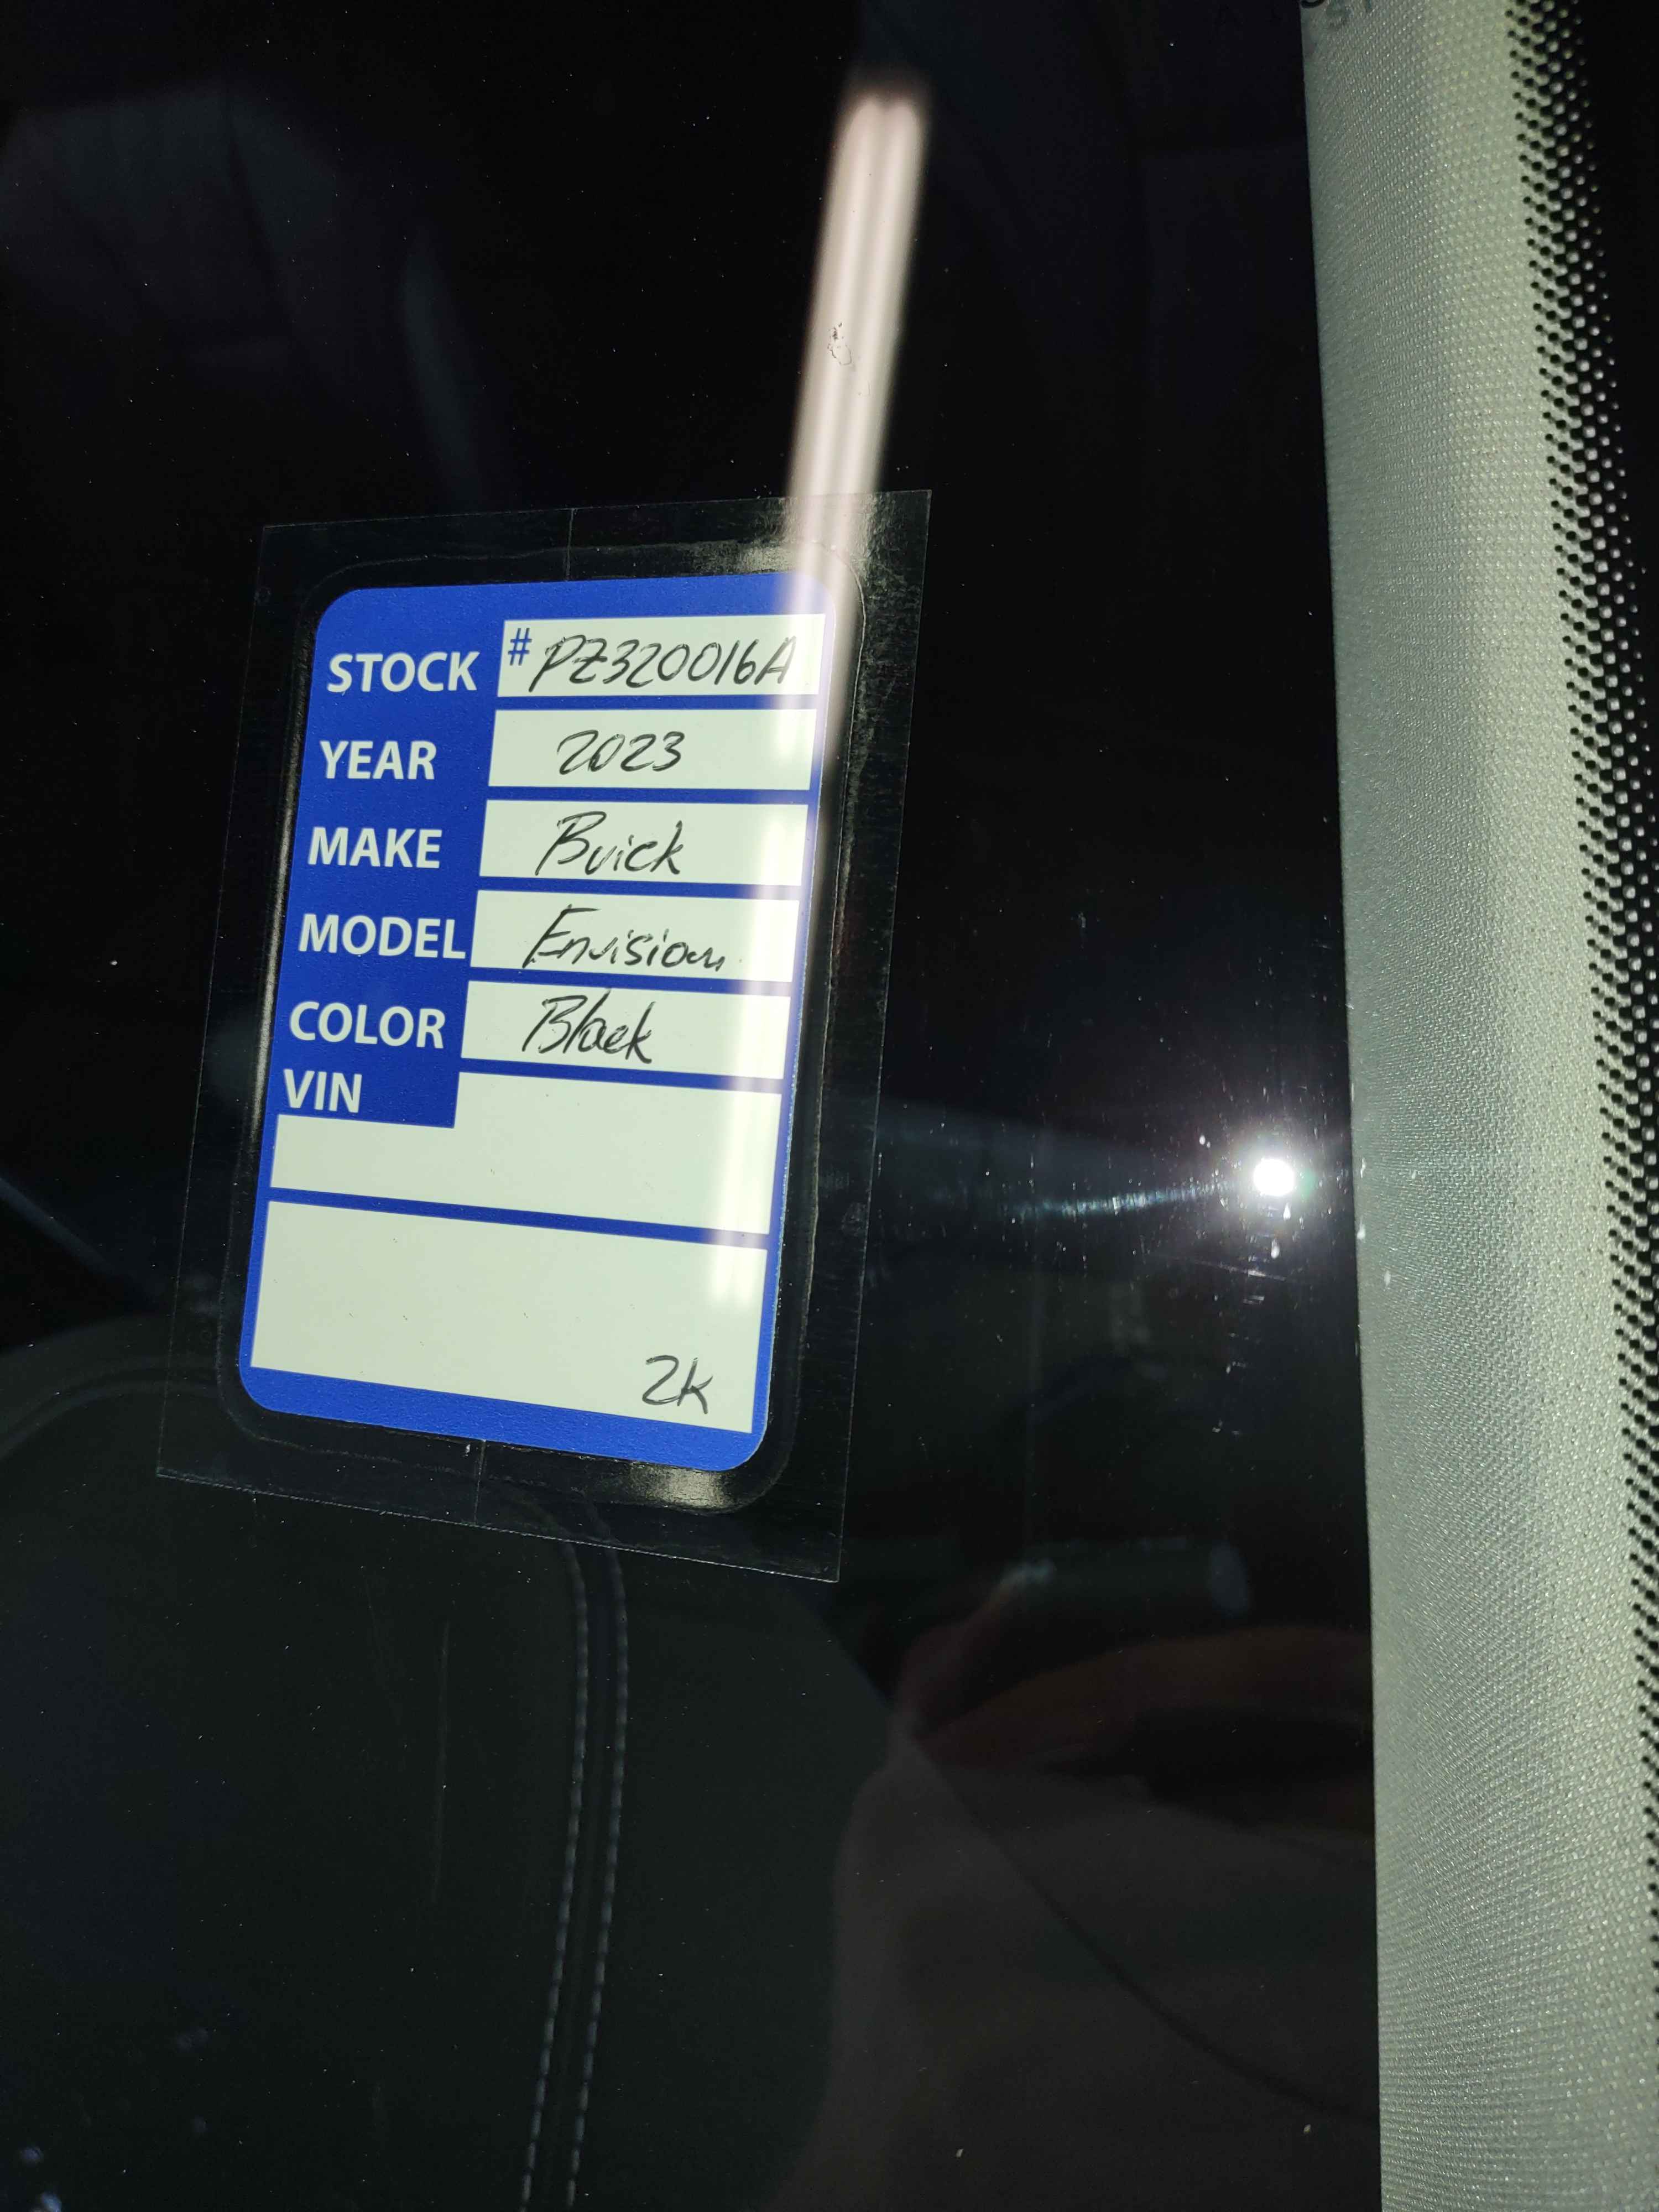 STOCK # PZ320016A
YEAR 2023
MAKE Buick
MODEL Envision
COLOR Black
VIN
2k